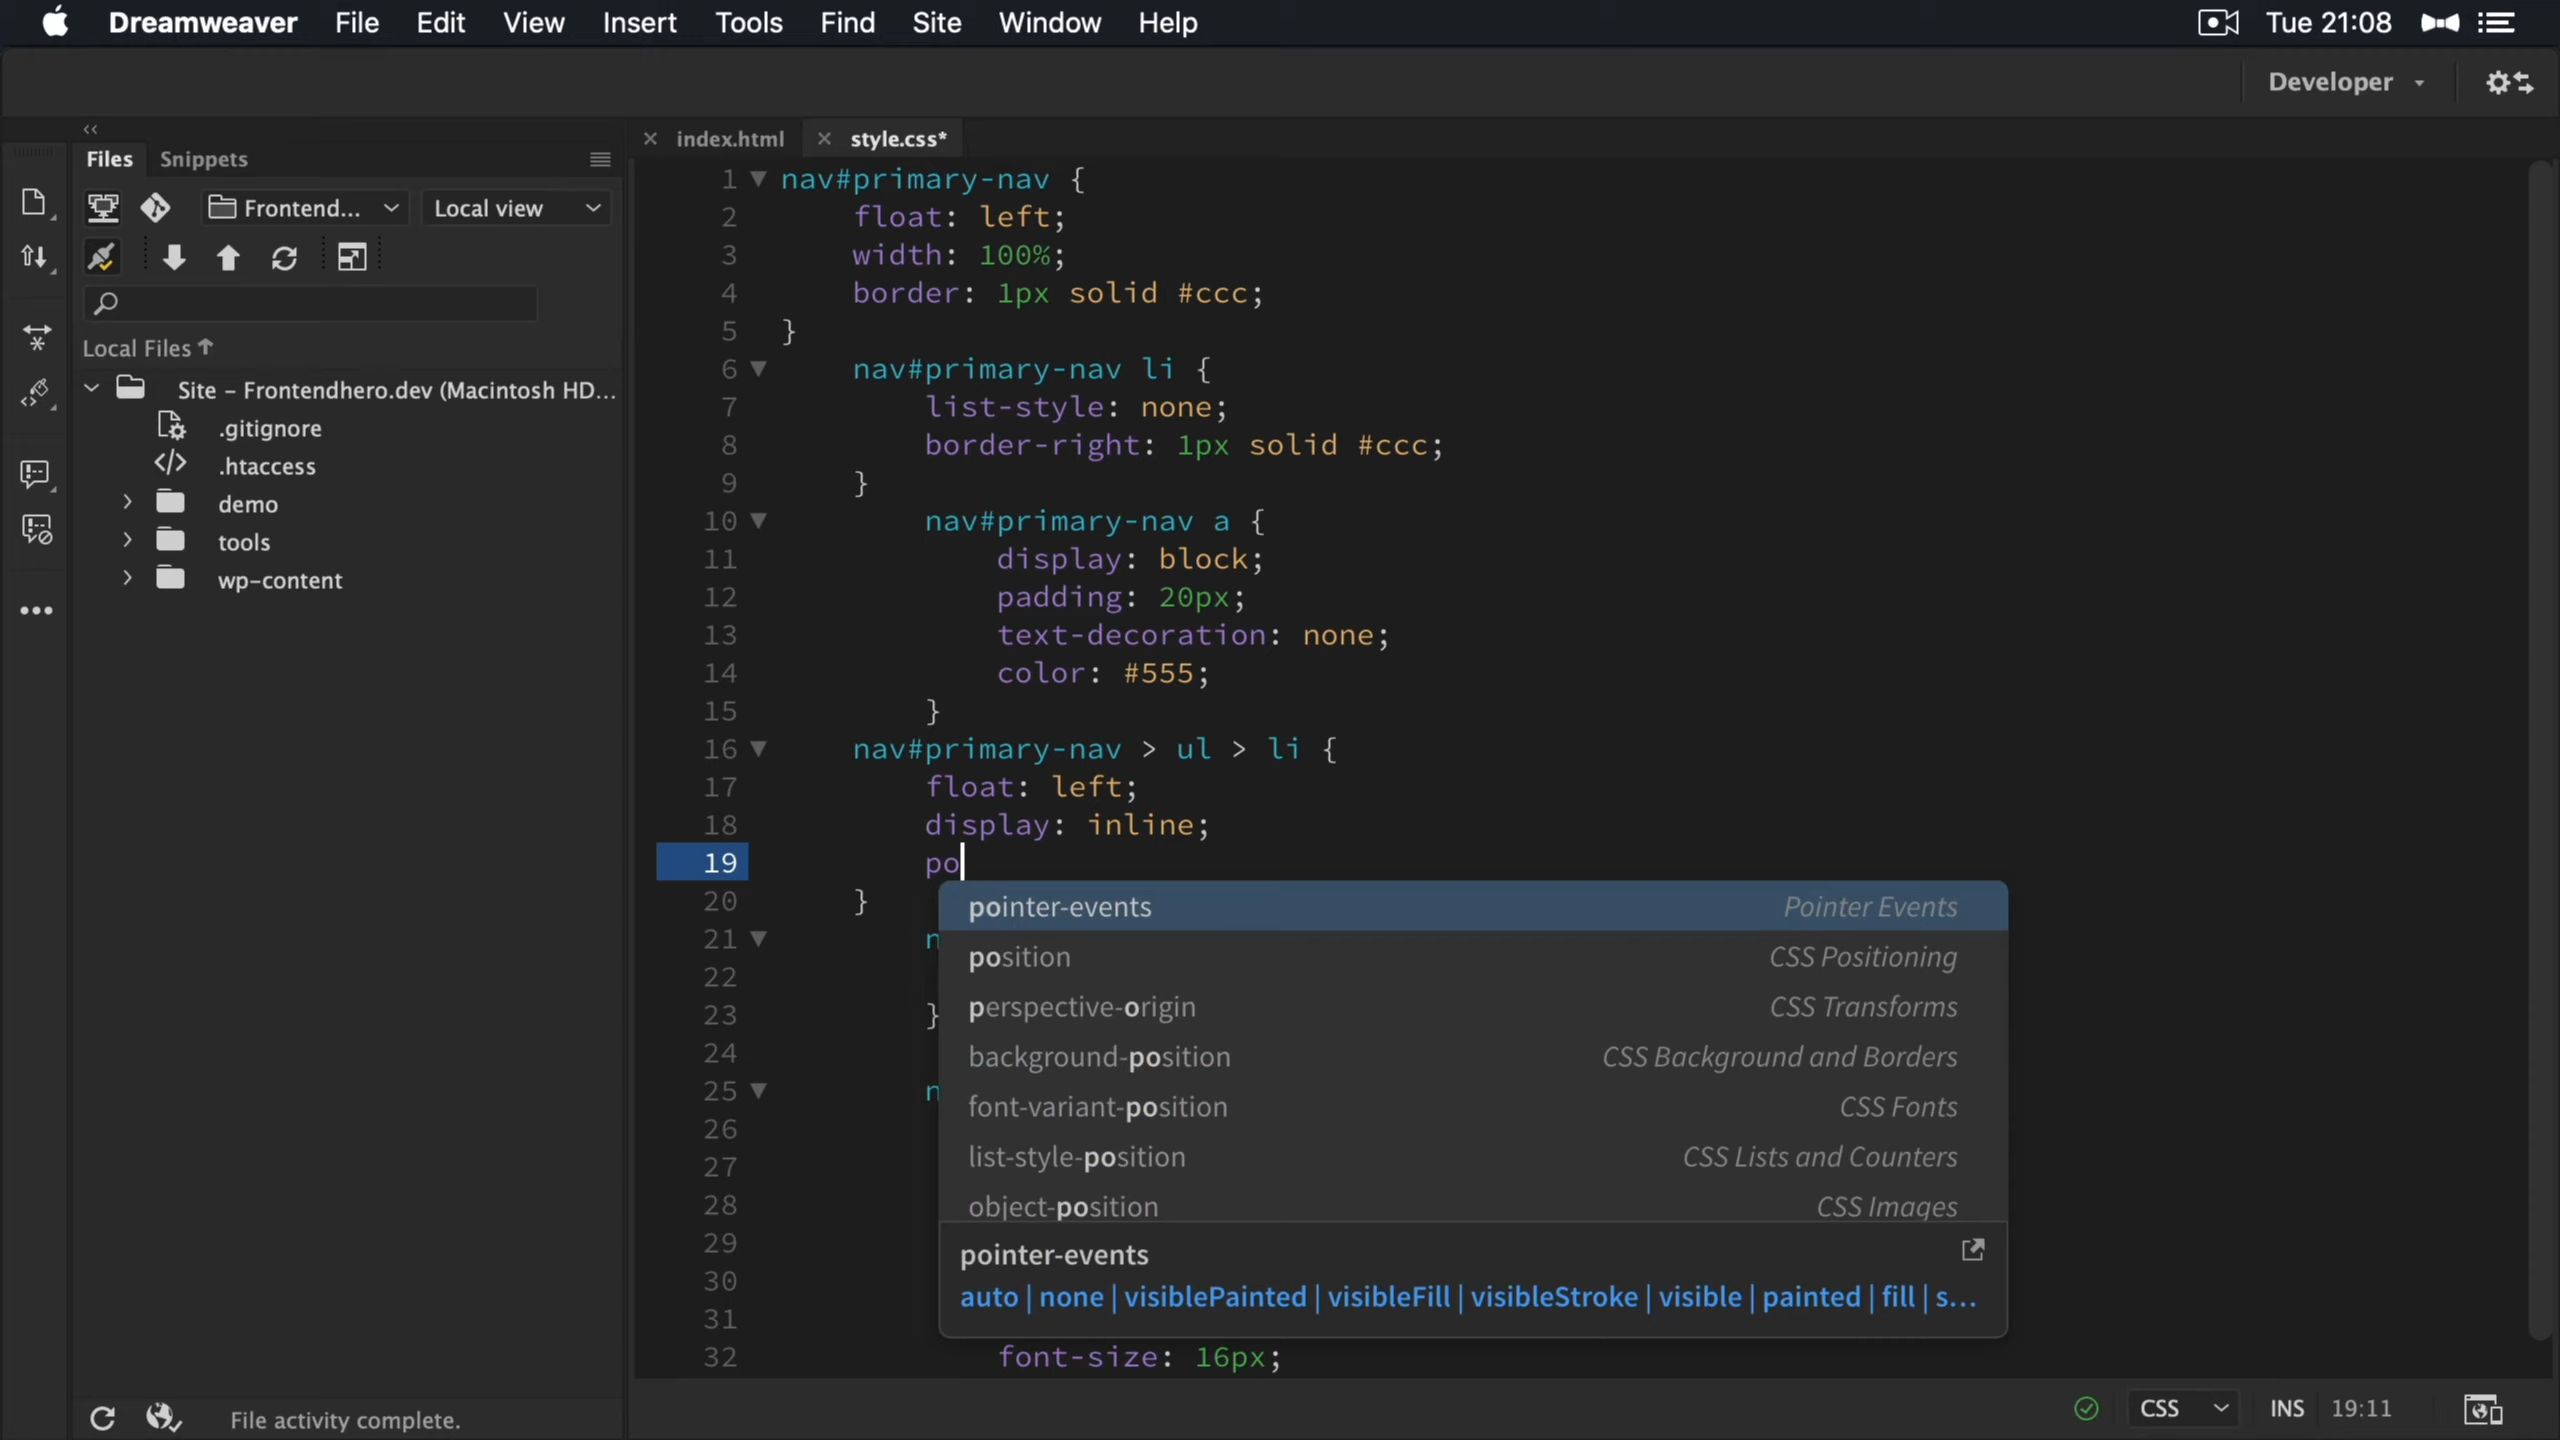 Dreamweaver File Edit View Insert Tools Find Site Window Help Tue 21:08
Developer
Files Snippets
index.html style.css*
Frontend... Local view
Local Files
Site – Frontendhero.dev (Macintosh HD...
.gitignore
.htaccess
demo
tools
wp-content
1 nav#primary-nav {
2 float: left;
3 width: 100%;
4 border: 1px solid #ccc;
5 }
6 nav#primary-nav li {
7 list-style: none;
8 border-right: 1px solid #ccc;
9 }
10 nav#primary-nav a {
11 display: block;
12 padding: 20px;
13 text-decoration: none;
14 color: #555;
15 }
16 nav#primary-nav > ul > li {
17 float: left;
18 display: inline;
19 po
20 }
21 n
22
23 }
24
25 n
26
27
28
29
30
31
32 font-size: 16px;
pointer-events Pointer Events
position CSS Positioning
perspective-origin CSS Transforms
background-position CSS Background and Borders
font-variant-position CSS Fonts
list-style-position CSS Lists and Counters
object-position CSS Images
pointer-events
auto | none | visiblePainted | visibleFill | visibleStroke | visible | painted | fill | s...
File activity complete.
CSS INS 19:11